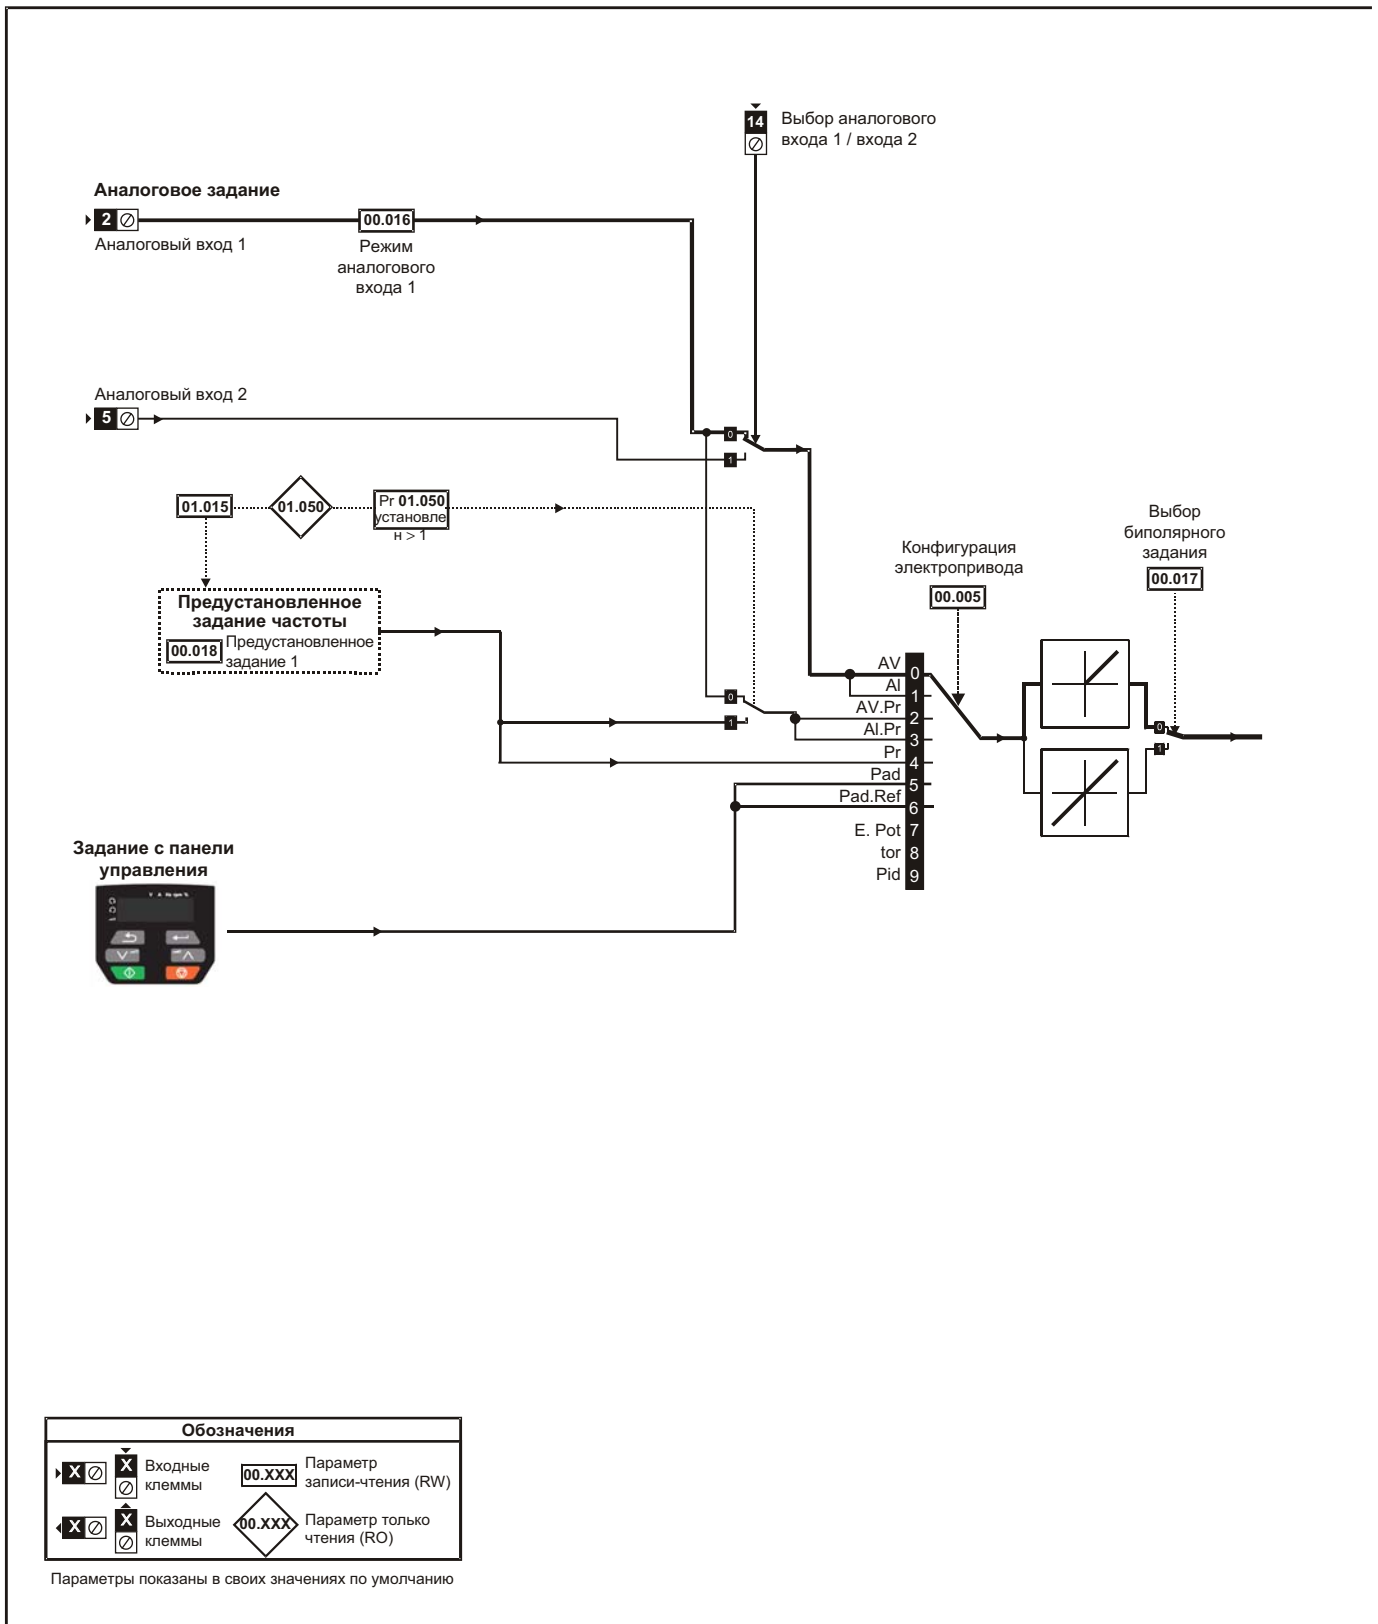 14
Выбор аналогового
входа 1 / входа 2
Аналоговое задание
2
00.016
Аналоговый вход 1
Режим
аналогового
входа 1
Аналоговый вход 2
5
0
1
01.015
01.050
Pr 01.050
установле
н > 1
Предустановленное
задание частоты
00.018
Предустановленное
задание 1
0
1
Конфигурация
электропривода
00.005
Выбор
биполярного
задания
00.017
AV 0
AI 1
AV.Pr 2
AI.Pr 3
Pr 4
Pad 5
Pad.Ref 6
E. Pot 7
tor 8
Pid 9
0
1
Задание с панели
управления
V A Hz rpm %
Обозначения
X
X
Входные
клеммы
00.XXX
Параметр
записи-чтения (RW)
X
X
Выходные
клеммы
00.XXX
Параметр только
чтения (RO)
Параметры показаны в своих значениях по умолчанию